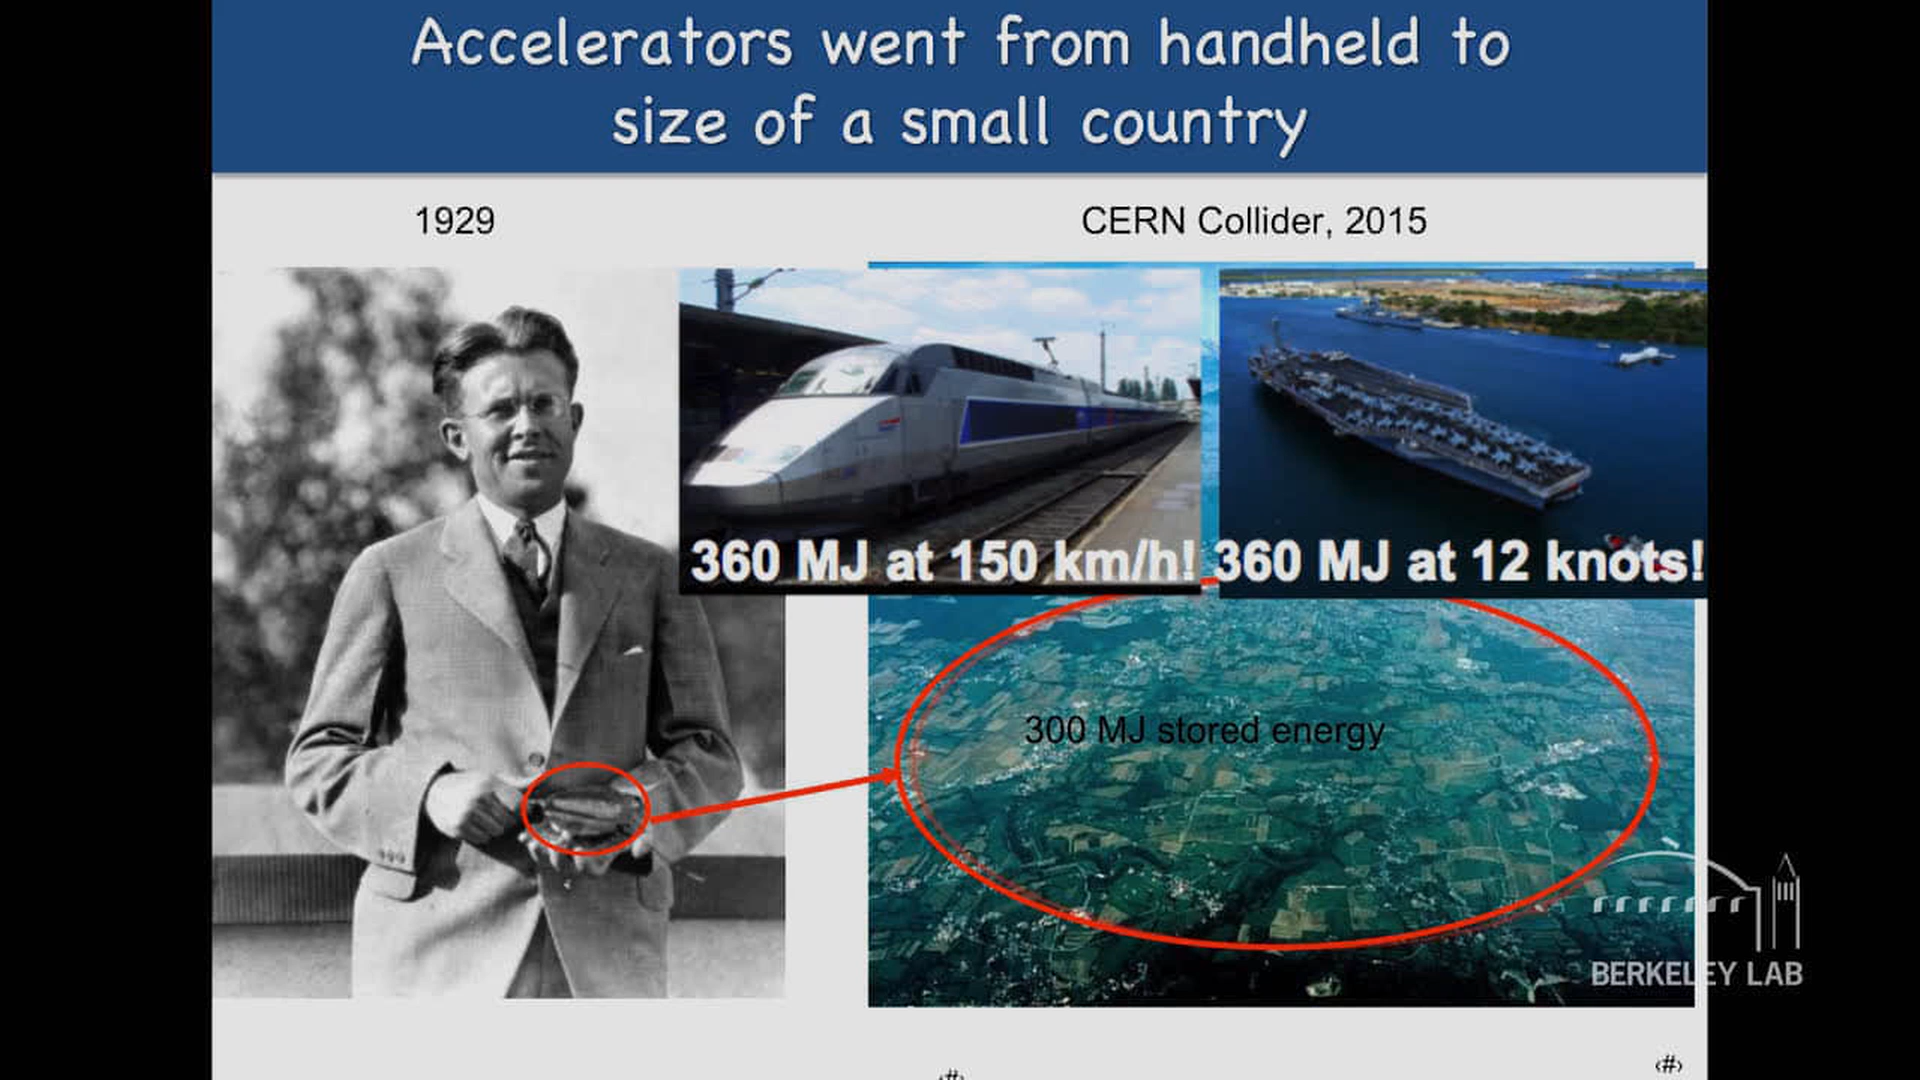 Accelerators went from handheld to
size of a small country
1929
CERN Collider, 2015
360 MJ at 150 km/h!
360 MJ at 12 knots!
300 MJ stored energy
BERKELEY LAB
‹#›
‹#›